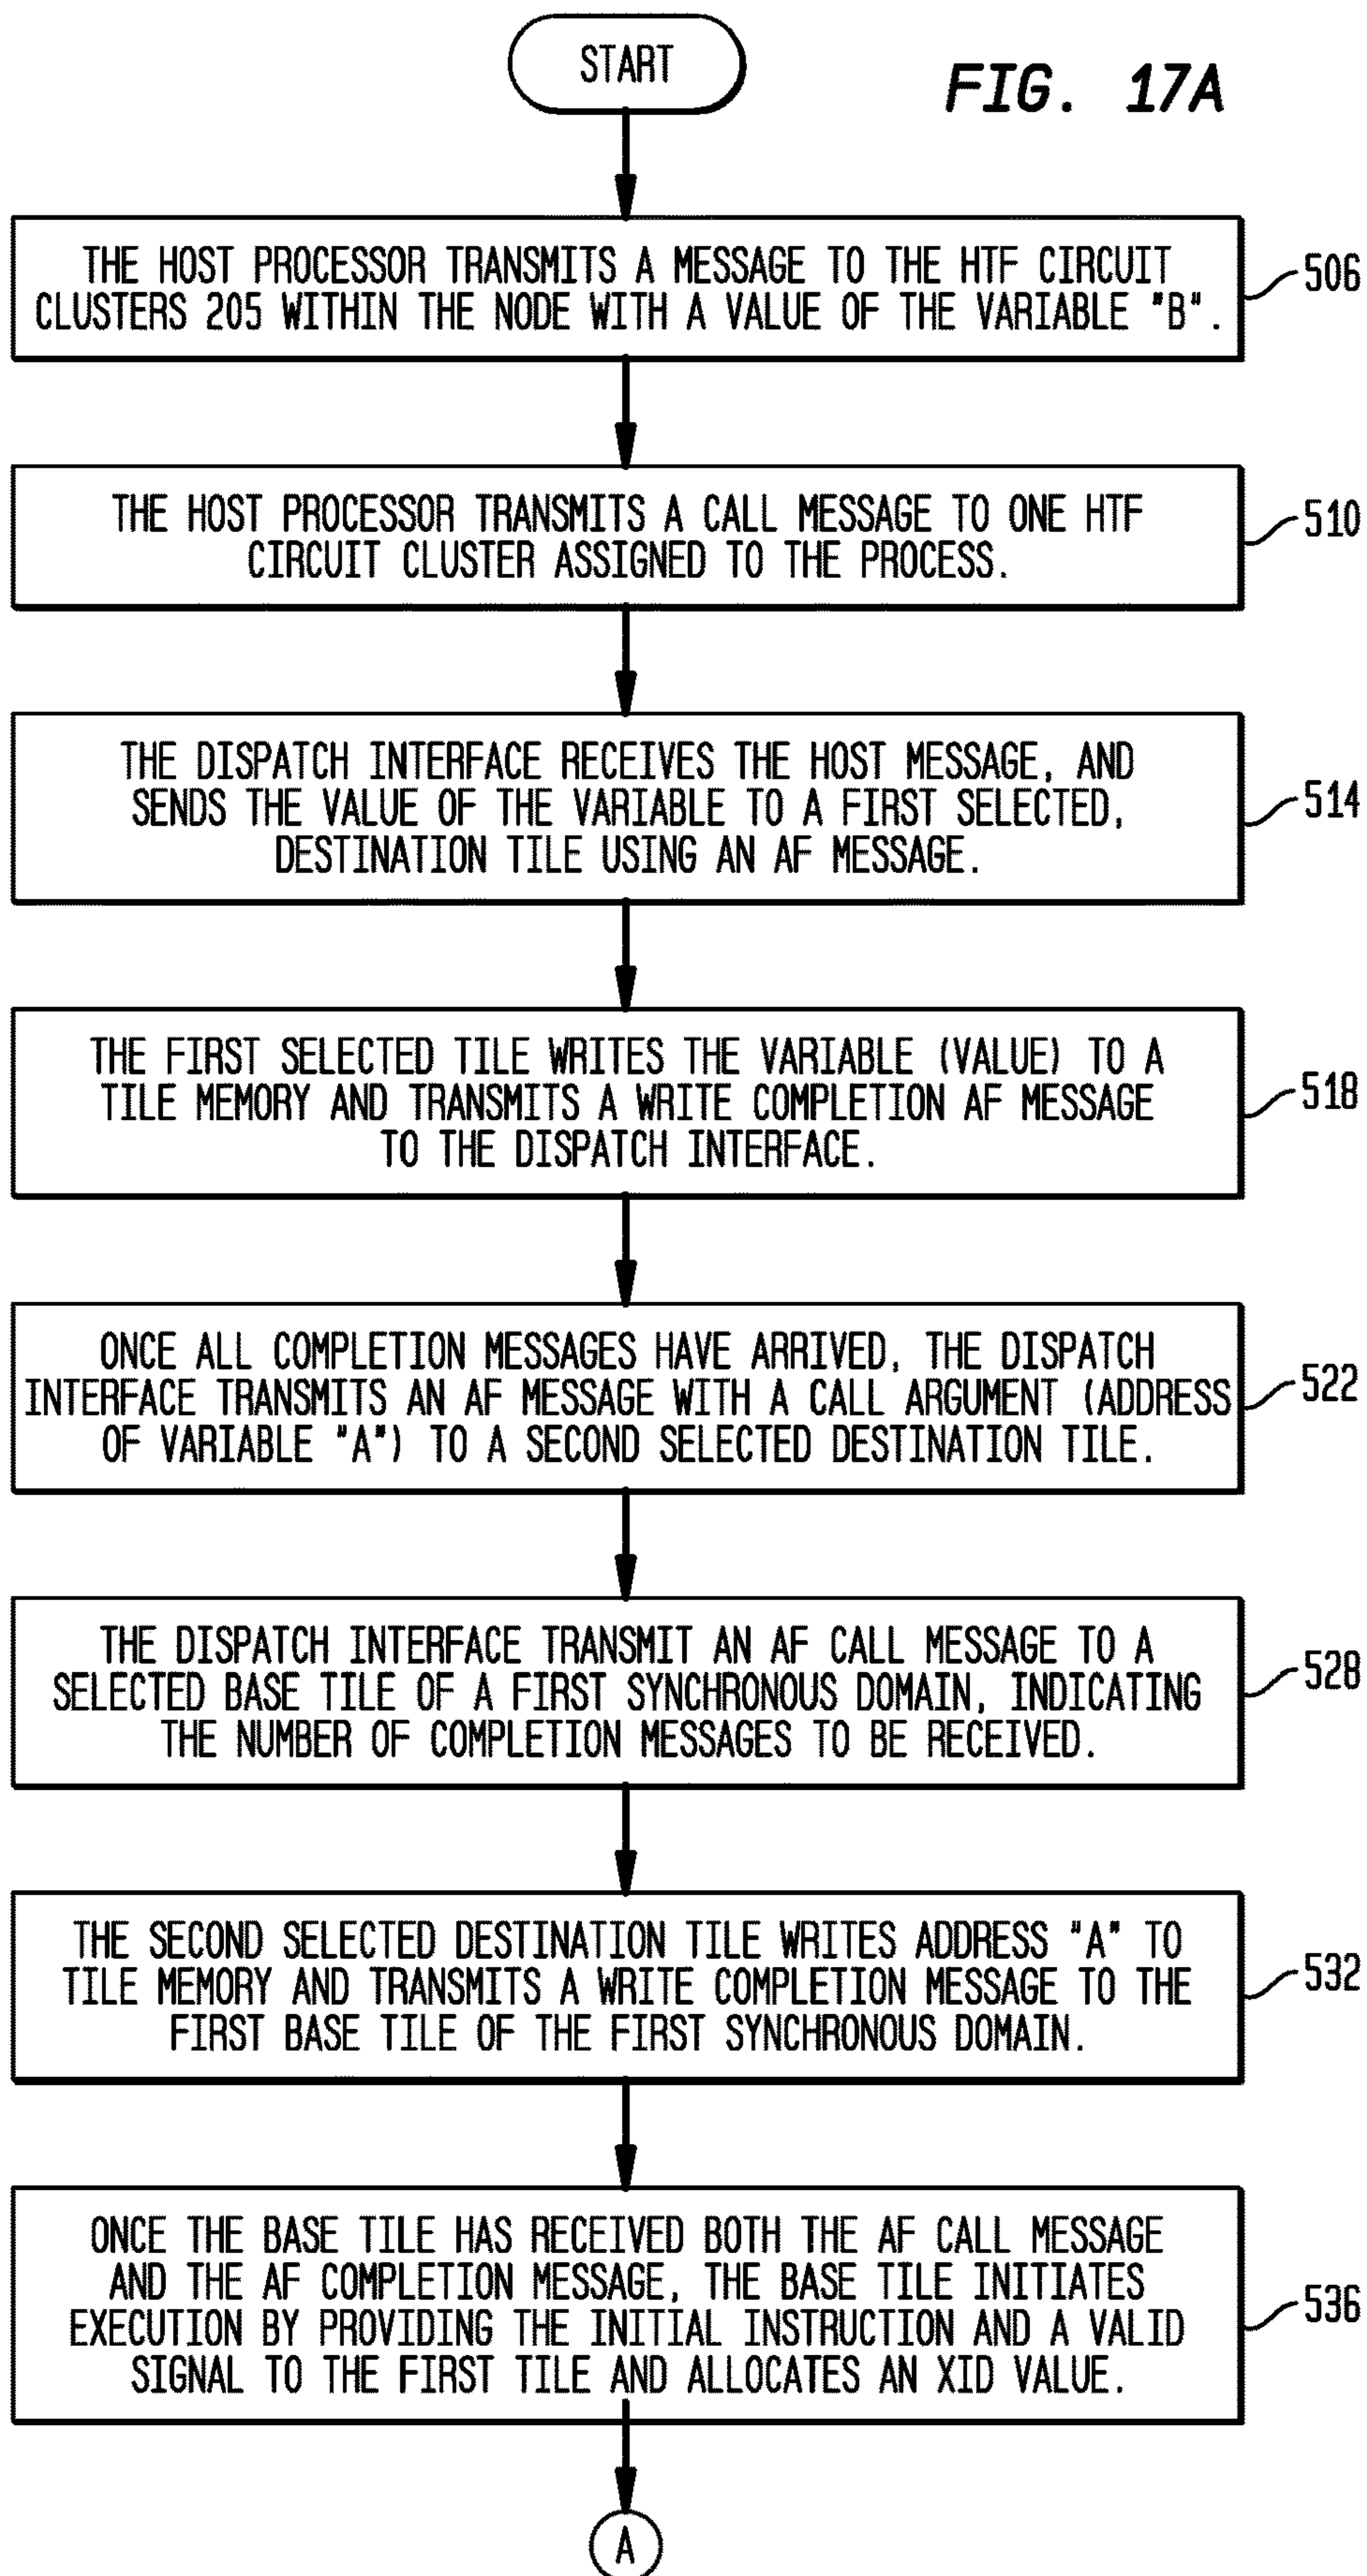 START
FIG. 17A
THE HOST PROCESSOR TRANSMITS A MESSAGE TO THE HTF CIRCUIT
CLUSTERS 205 WITHIN THE NODE WITH A VALUE OF THE VARIABLE "B".
506
THE HOST PROCESSOR TRANSMITS A CALL MESSAGE TO ONE HTF
CIRCUIT CLUSTER ASSIGNED TO THE PROCESS.
510
THE DISPATCH INTERFACE RECEIVES THE HOST MESSAGE, AND
SENDS THE VALUE OF THE VARIABLE TO A FIRST SELECTED,
DESTINATION TILE USING AN AF MESSAGE.
514
THE FIRST SELECTED TILE WRITES THE VARIABLE (VALUE) TO A
TILE MEMORY AND TRANSMITS A WRITE COMPLETION AF MESSAGE
TO THE DISPATCH INTERFACE.
518
ONCE ALL COMPLETION MESSAGES HAVE ARRIVED, THE DISPATCH
INTERFACE TRANSMITS AN AF MESSAGE WITH A CALL ARGUMENT (ADDRESS
OF VARIABLE "A") TO A SECOND SELECTED DESTINATION TILE.
522
THE DISPATCH INTERFACE TRANSMIT AN AF CALL MESSAGE TO A
SELECTED BASE TILE OF A FIRST SYNCHRONOUS DOMAIN, INDICATING
THE NUMBER OF COMPLETION MESSAGES TO BE RECEIVED.
528
THE SECOND SELECTED DESTINATION TILE WRITES ADDRESS "A" TO
TILE MEMORY AND TRANSMITS A WRITE COMPLETION MESSAGE TO THE
FIRST BASE TILE OF THE FIRST SYNCHRONOUS DOMAIN.
532
ONCE THE BASE TILE HAS RECEIVED BOTH THE AF CALL MESSAGE
AND THE AF COMPLETION MESSAGE, THE BASE TILE INITIATES
EXECUTION BY PROVIDING THE INITIAL INSTRUCTION AND A VALID
SIGNAL TO THE FIRST TILE AND ALLOCATES AN XID VALUE.
536
A